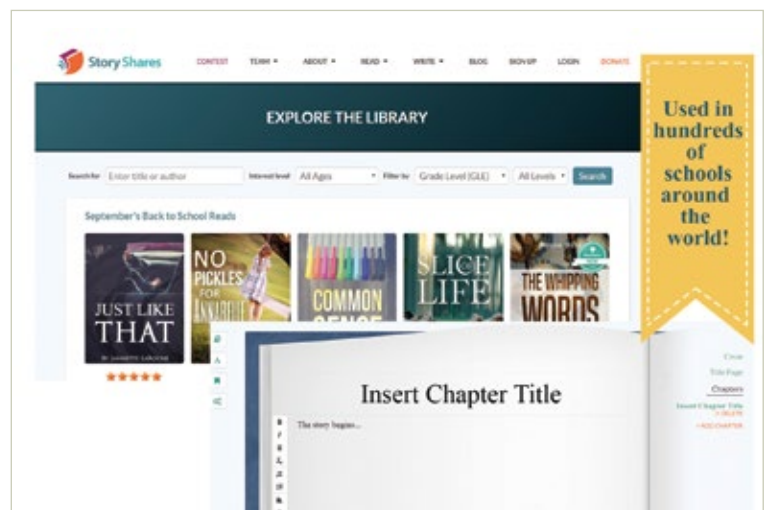 Story Shares
CONTEST TEAM ABOUT READ WRITE BLOG SIGN UP LOGIN DONATE
EXPLORE THE LIBRARY
Search for Enter title or author Interest level All Ages Filter by Grade Level (GLE) All Levels Search
September's Back to School Reads
JUST LIKE
THAT
NO
PICKLES
FOR
ANNABELLE
COMMON
SENSE
SLICE
LIFE
THE WHIPPING
WORDS
Used in
hundreds
of
schools
around
the
world!
Insert Chapter Title
The story begins...
Cover
Title Page
Chapters
Insert Chapter Title
× DELETE
+ADD CHAPTER